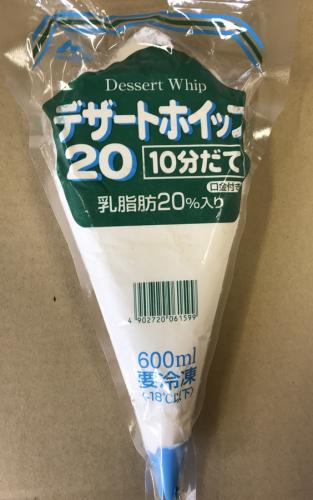 Dessert Whip
デザートホイップ
20 10分だて
口金付き
乳脂肪20%入り
4 902720 061599
600ml
要冷凍
(-18℃以下)